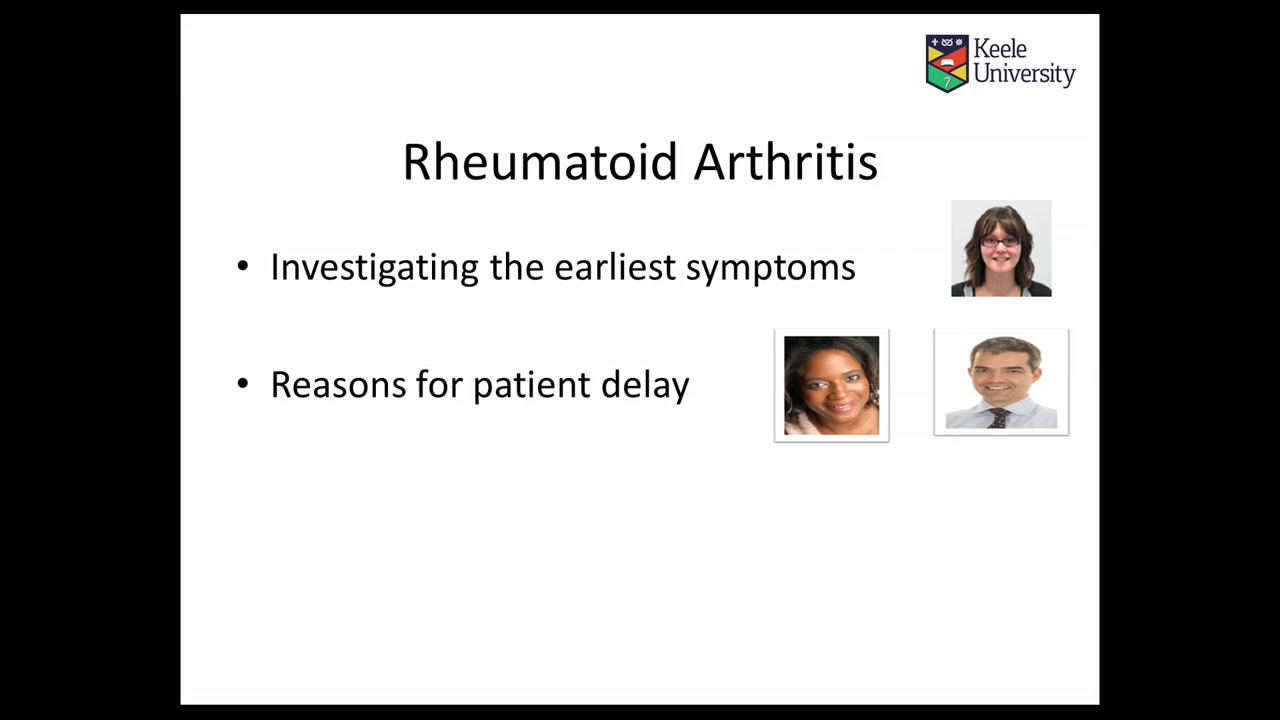 Keele
University
Rheumatoid Arthritis
• Investigating the earliest symptoms
• Reasons for patient delay